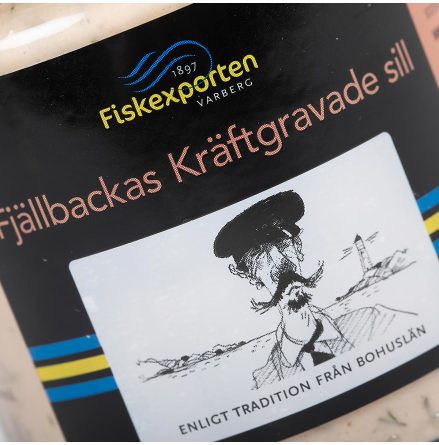 1897
Fiskexporten
VARBERG
Fjällbackas Kräftgravade sill
ENLIGT TRADITION FRÅN BOHUSLÄN